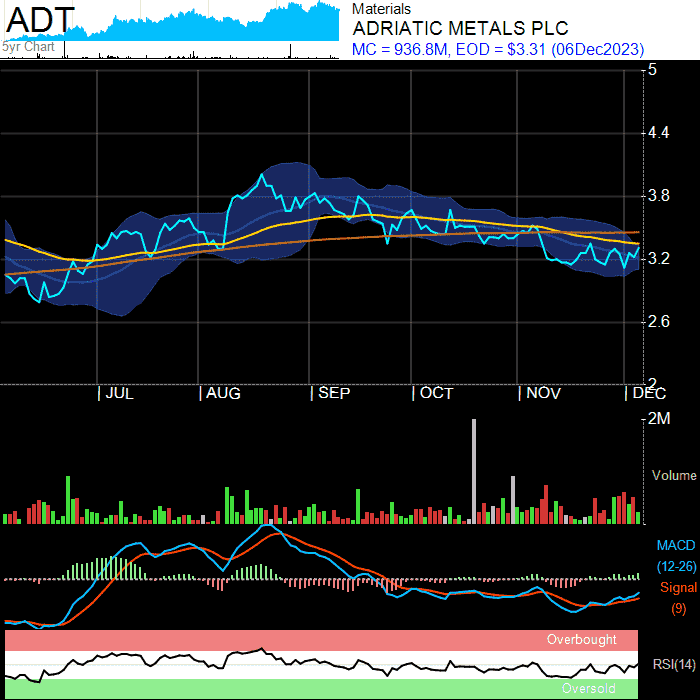 ADT
5yr Chart
Materials
ADRIATIC METALS PLC
MC = 936.8M, EOD = $3.31 (06Dec2023)
5
4.4
3.8
3.2
2.6
2
| JUL | AUG | SEP | OCT | NOV | DEC
2M
Volume
MACD
(12-26)
Signal
(9)
Overbought
RSI(14)
Oversold